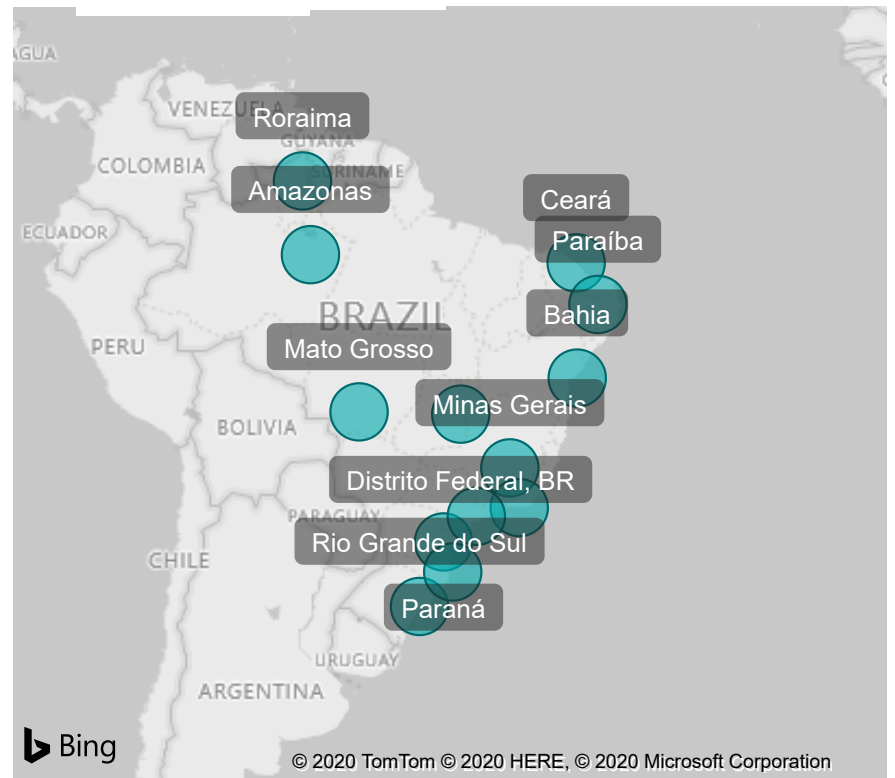 AGUA
VENEZUELA
Roraima
GUYANA
COLOMBIA
SURINAME
Amazonas
Ceará
ECUADOR
Paraíba
BRAZIL
Bahia
PERU
Mato Grosso
Minas Gerais
BOLIVIA
Distrito Federal, BR
PARAGUAY
Rio Grande do Sul
CHILE
Paraná
URUGUAY
ARGENTINA
Bing
© 2020 TomTom © 2020 HERE, © 2020 Microsoft Corporation